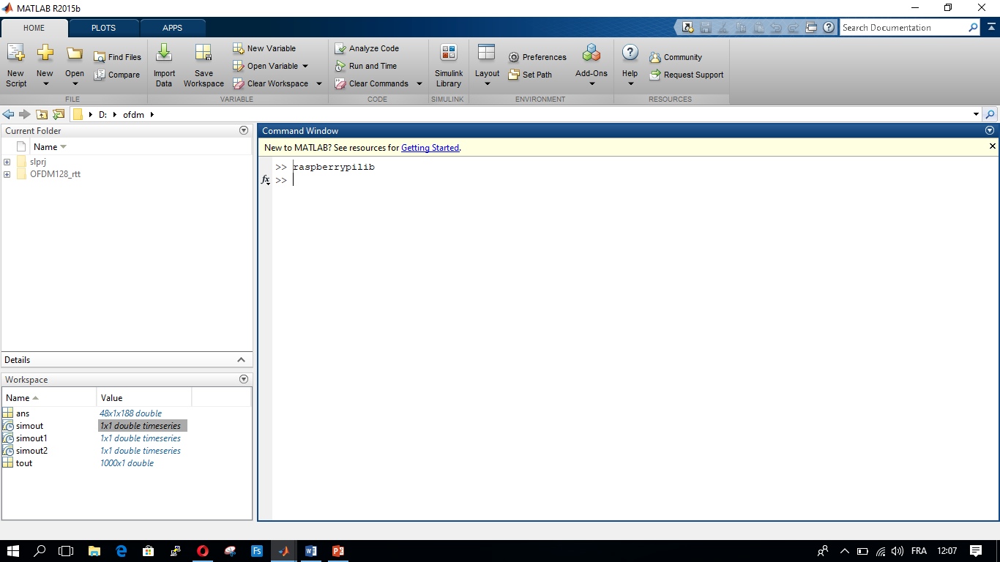 MATLAB R2015b
HOME PLOTS APPS
Search Documentation
New Script
New
Open
Find Files
Compare
Import Data
Save Workspace
New Variable
Open Variable
Clear Workspace
Analyze Code
Run and Time
Clear Commands
Simulink Library
Layout
Preferences
Set Path
Add-Ons
Help
Community
Request Support
FILE VARIABLE CODE SIMULINK ENVIRONMENT RESOURCES
D: ofdm
Current Folder
Name
slprj
OFDM128_rtt
Details
Workspace
Name Value
ans 48x1x188 double
simout 1x1 double timeseries
simout1 1x1 double timeseries
simout2 1x1 double timeseries
tout 1000x1 double
Command Window
New to MATLAB? See resources for Getting Started.
>> raspberrypilib
fx >>
Fs
FRA 12:07